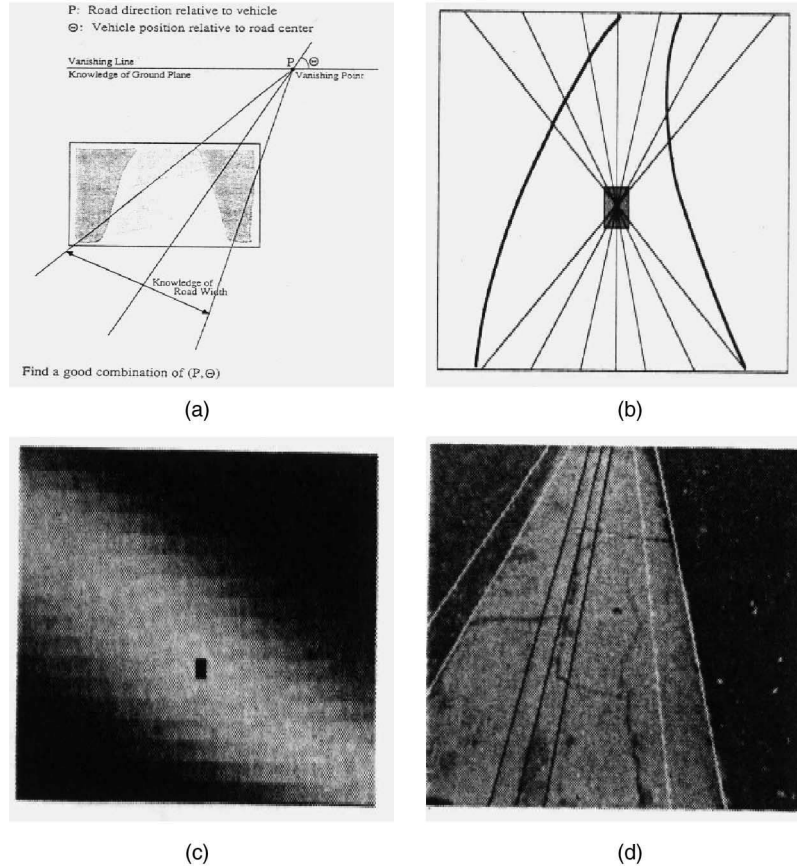 P: Road direction relative to vehicle
Θ: Vehicle position relative to road center
Vanishing Line
P
Θ
Knowledge of Ground Plane
Vanishing Point
Knowledge of
Road Width
Find a good combination of (P,Θ)
(a)
(b)
(c)
(d)